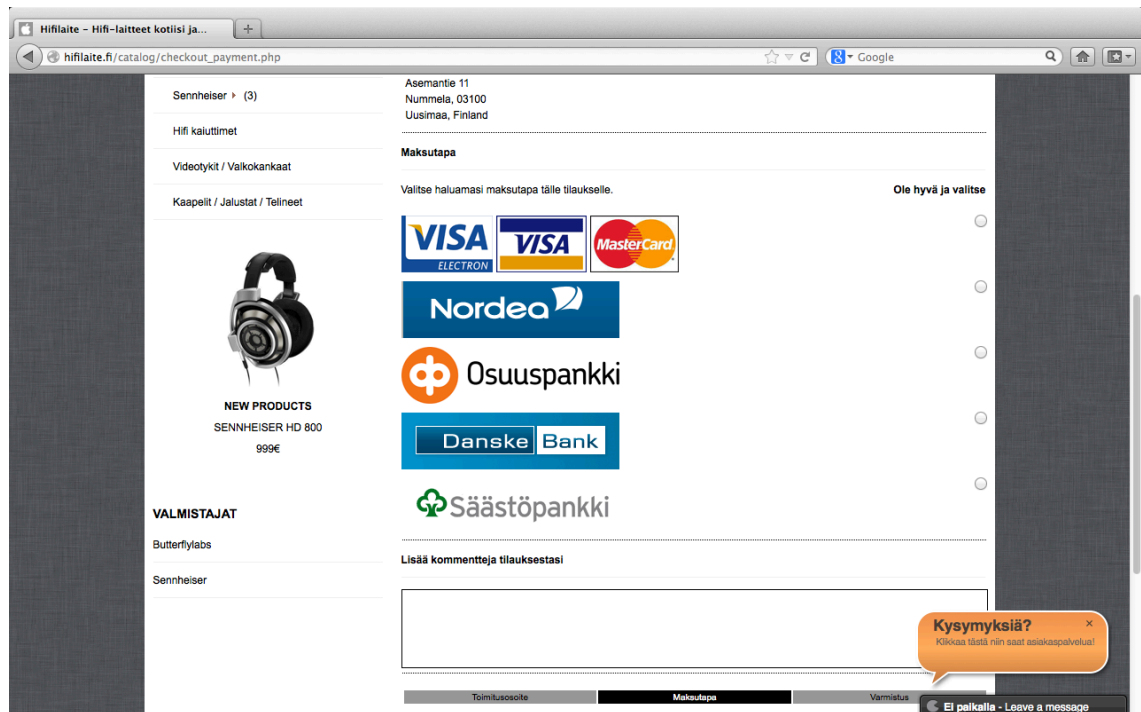 Hifilaite – Hifi-laitteet kotiisi ja...
hifilaite.fi/catalog/checkout_payment.php
Google
Sennheiser (3)
Hifi kaiuttimet
Videotykit / Valkokankaat
Kaapelit / Jalustat / Telineet
NEW PRODUCTS
SENNHEISER HD 800
999€
VALMISTAJAT
Butterflylabs
Sennheiser
Asemantie 11
Nummela, 03100
Uusimaa, Finland
Maksutapa
Valitse haluamasi maksutapa tälle tilaukselle.
Ole hyvä ja valitse
VISA
ELECTRON
VISA
MasterCard
Nordea
Osuuspankki
Danske Bank
Säästöpankki
Lisää kommentteja tilauksestasi
Kysymyksiä?
Klikkaa tästä niin saat asiakaspalvelua!
Toimitusosoite
Maksutapa
Varmistus
Ei paikalla - Leave a message